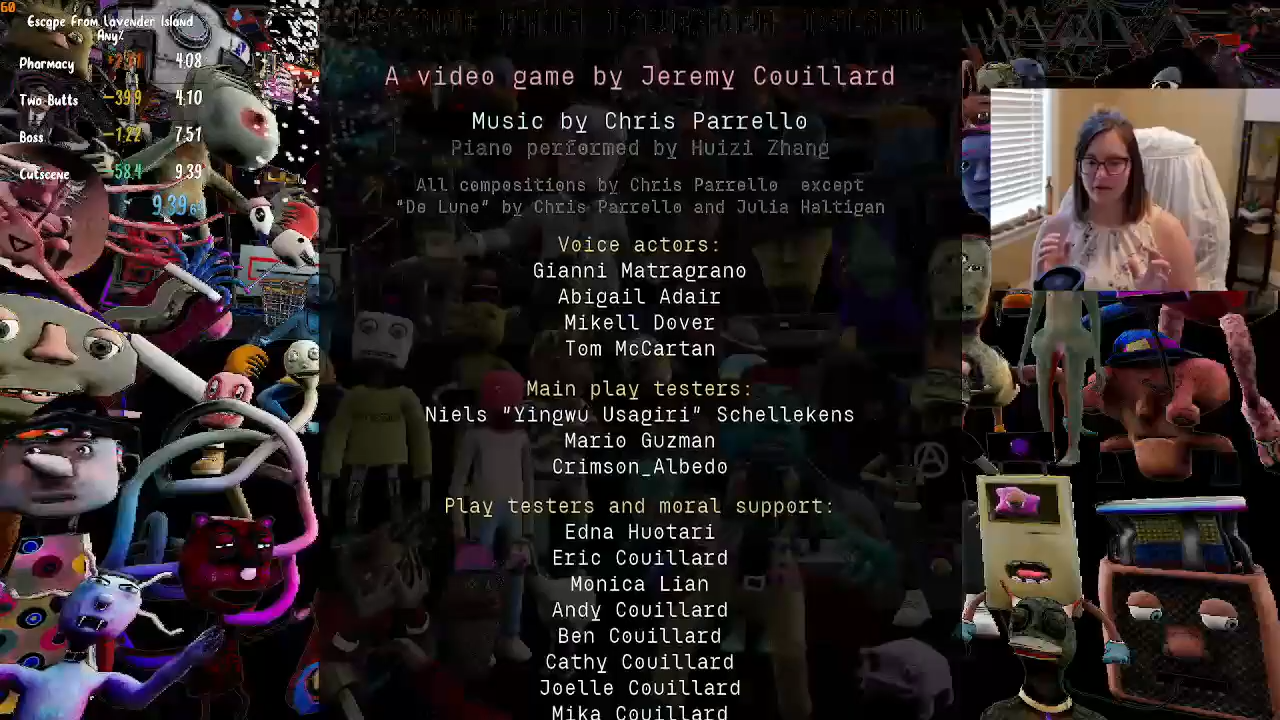 60
Escape From Lavender Island
Any%
Pharmacy 4.08
Two Butts -39.9 4.10
Boss -1.22 7.51
Cutscene -58.4 9.39
9.39
ESCAPE FROM LAVENDER ISLAND
A video game by Jeremy Couillard
Music by Chris Parrello
Piano performed by Huizi Zhang
All compositions by Chris Parrello except
"De Lune" by Chris Parrello and Julia Haltigan
Voice actors:
Gianni Matragrano
Abigail Adair
Mikell Dover
Tom McCartan
Main play testers:
Niels "Yingwu Usagiri" Schellekens
Mario Guzman
Crimson_Albedo
Play testers and moral support:
Edna Huotari
Eric Couillard
Monica Lian
Andy Couillard
Ben Couillard
Cathy Couillard
Joelle Couillard
Mika Couillard